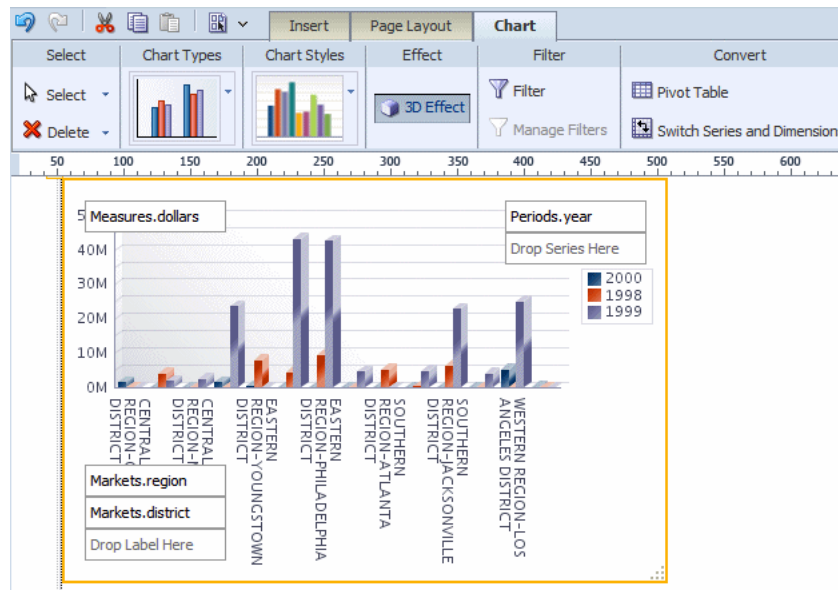 Insert Page Layout Chart
Select Chart Types Chart Styles Effect Filter Convert
Select
Delete
3D Effect
Filter
Manage Filters
Pivot Table
Switch Series and Dimension
50 100 150 200 250 300 350 400 450 500 550 600
Measures.dollars
Periods.year
Drop Series Here
2000
1998
1999
40M
30M
20M
10M
0M
CENTRAL
DISTRICT
CENTRAL
DISTRICT
EASTERN
REGION-YOUNGSTOWN
DISTRICT
EASTERN
REGION-PHILADELPHIA
DISTRICT
SOUTHERN
REGION-ATLANTA
DISTRICT
SOUTHERN
REGION-JACKSONVILLE
DISTRICT
WESTERN REGION-LOS
ANGELES DISTRICT
Markets.region
Markets.district
Drop Label Here